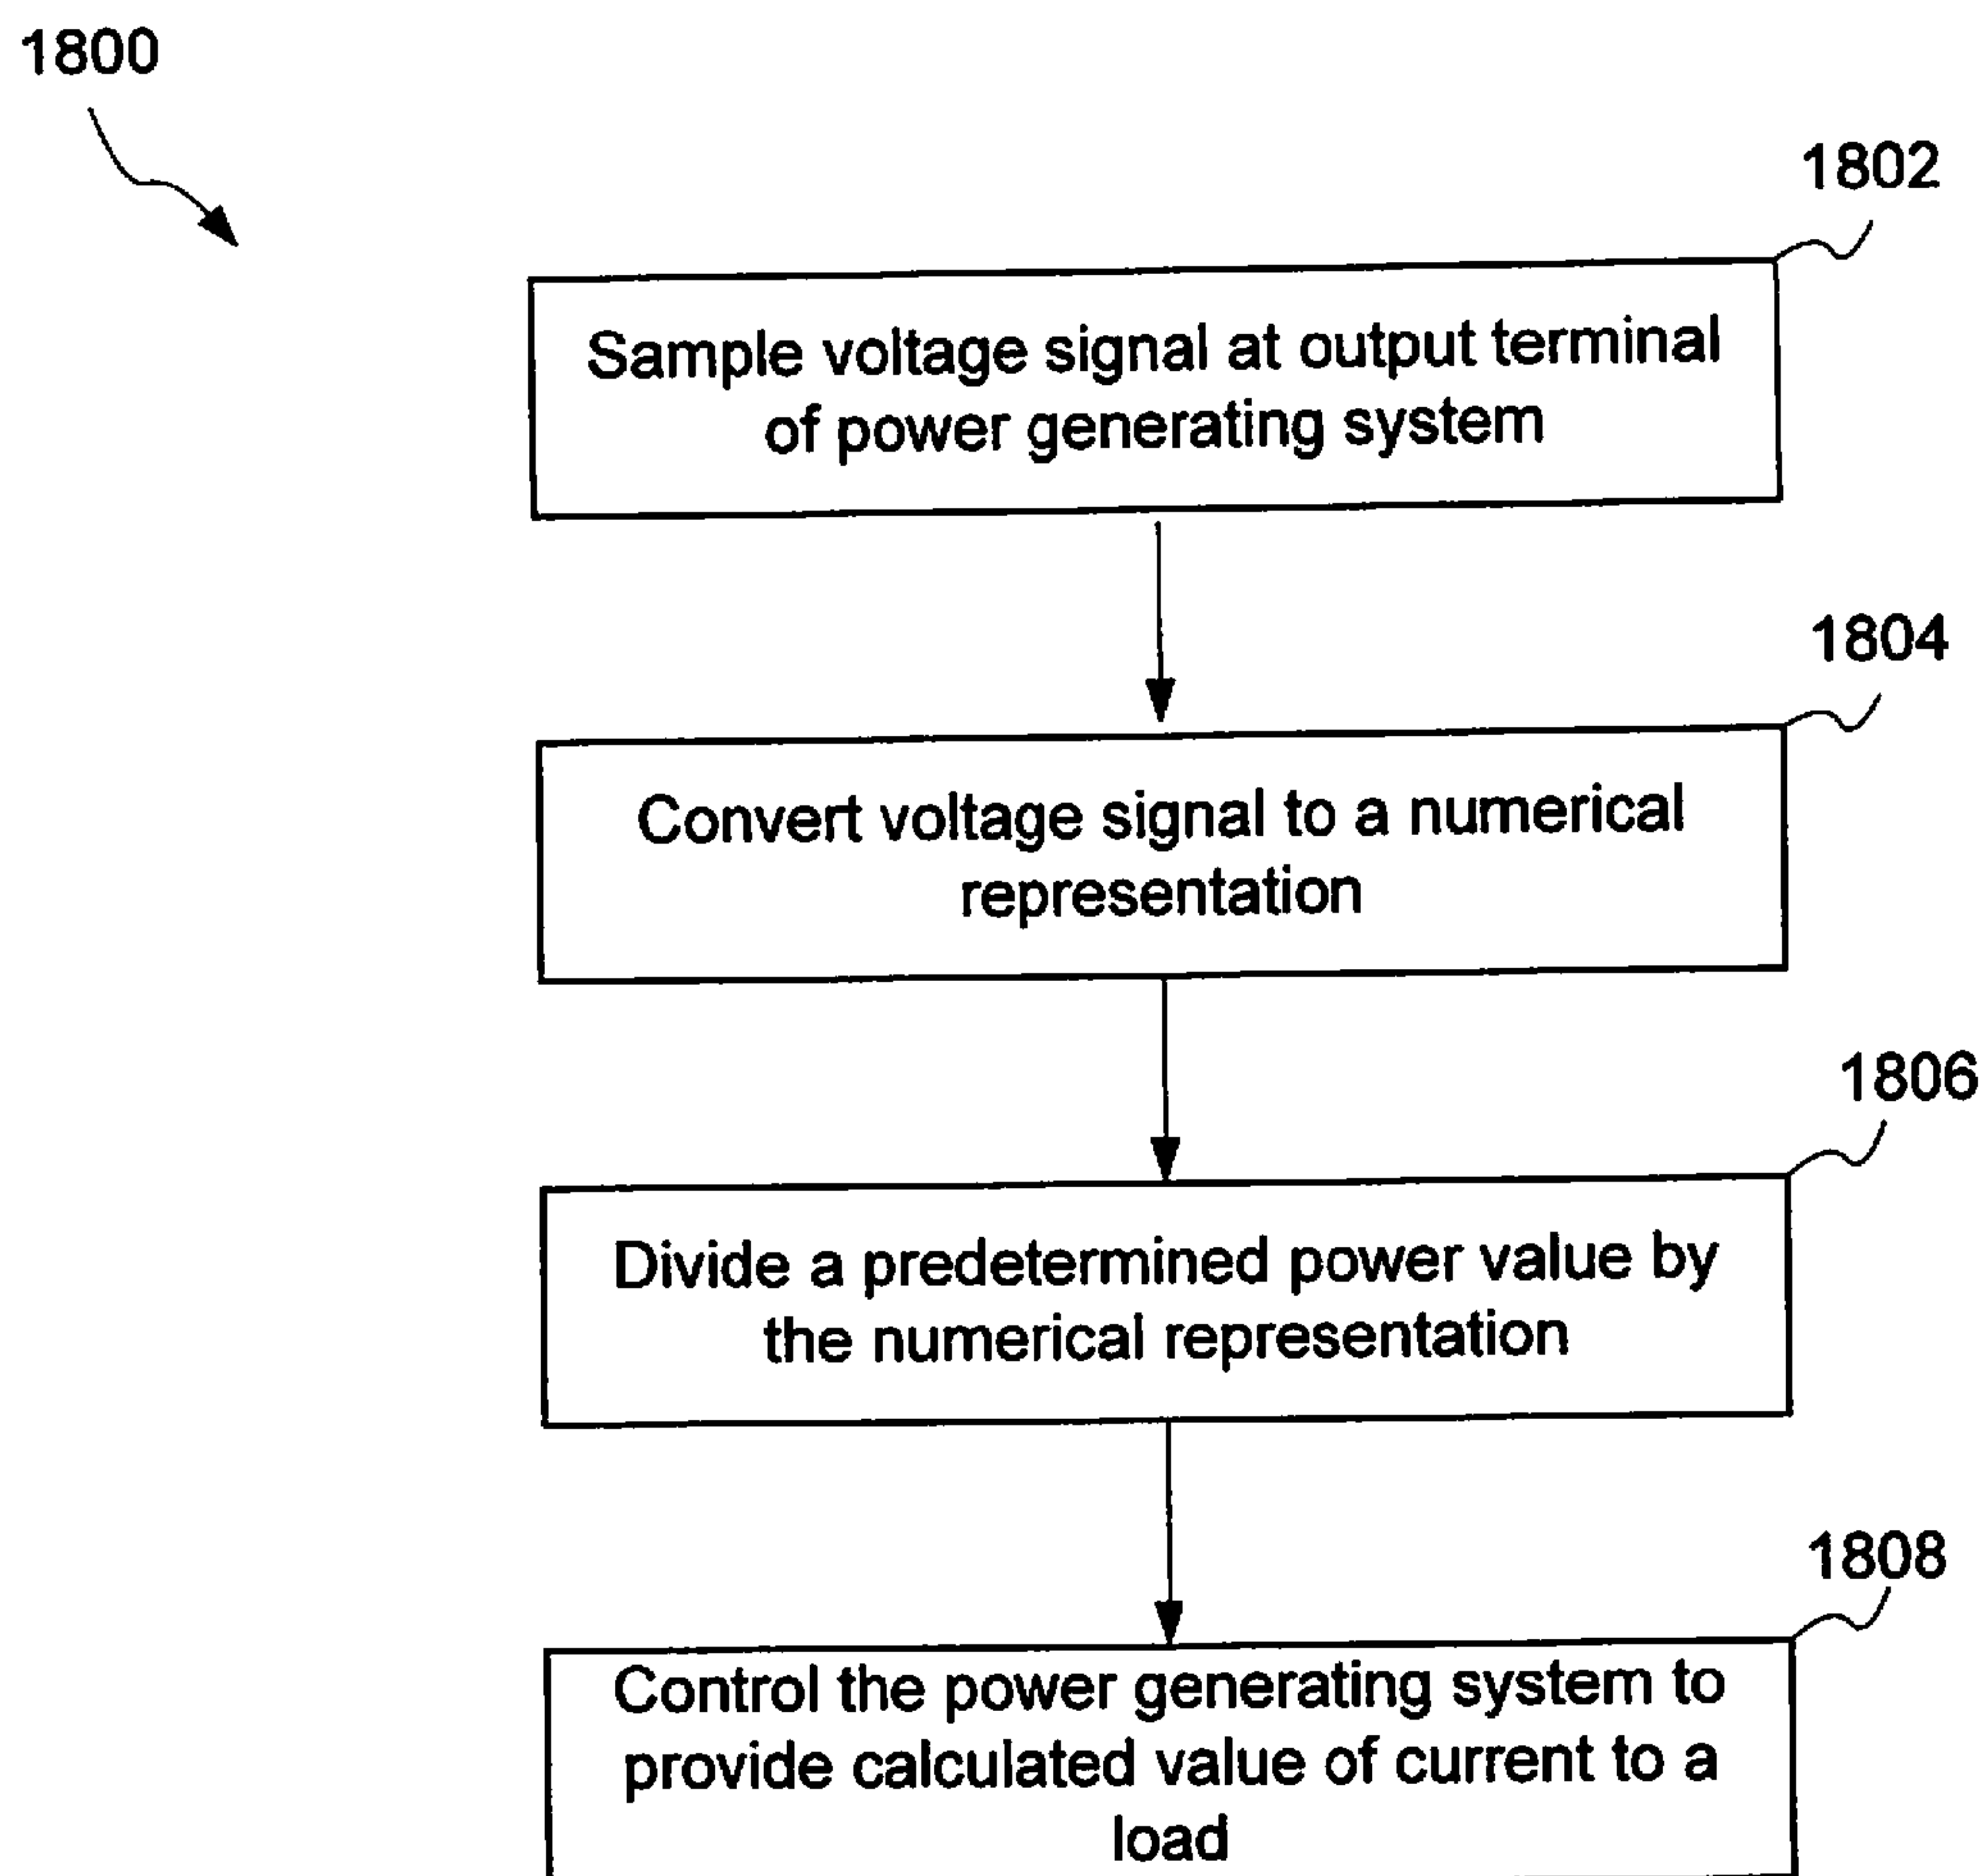 1800
1802
Sample voltage signal at output terminal
of power generating system
1804
Convert voltage signal to a numerical
representation
1806
Divide a predetermined power value by
the numerical representation
1808
Control the power generating system to
provide calculated value of current to a
load